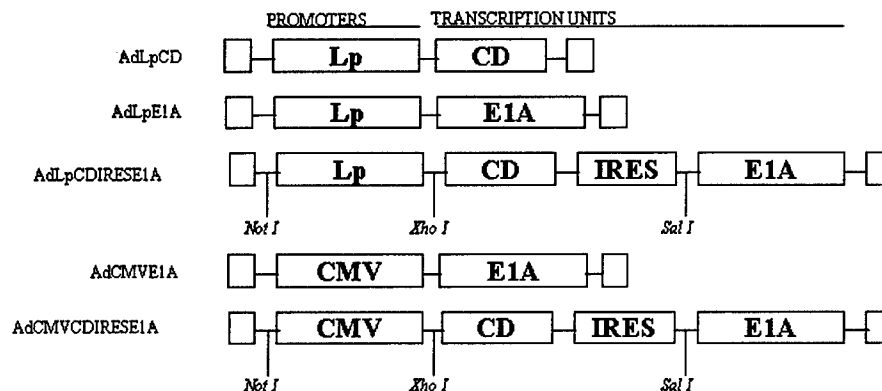 PROMOTERS TRANSCRIPTION UNITS
AdLpCD Lp CD
AdLpE1A Lp E1A
AdLpCDIRESE1A Lp CD IRES E1A
Not I Xho I Sal I
AdCMVE1A CMV E1A
AdCMVCDIRESE1A CMV CD IRES E1A
Not I Xho I Sal I